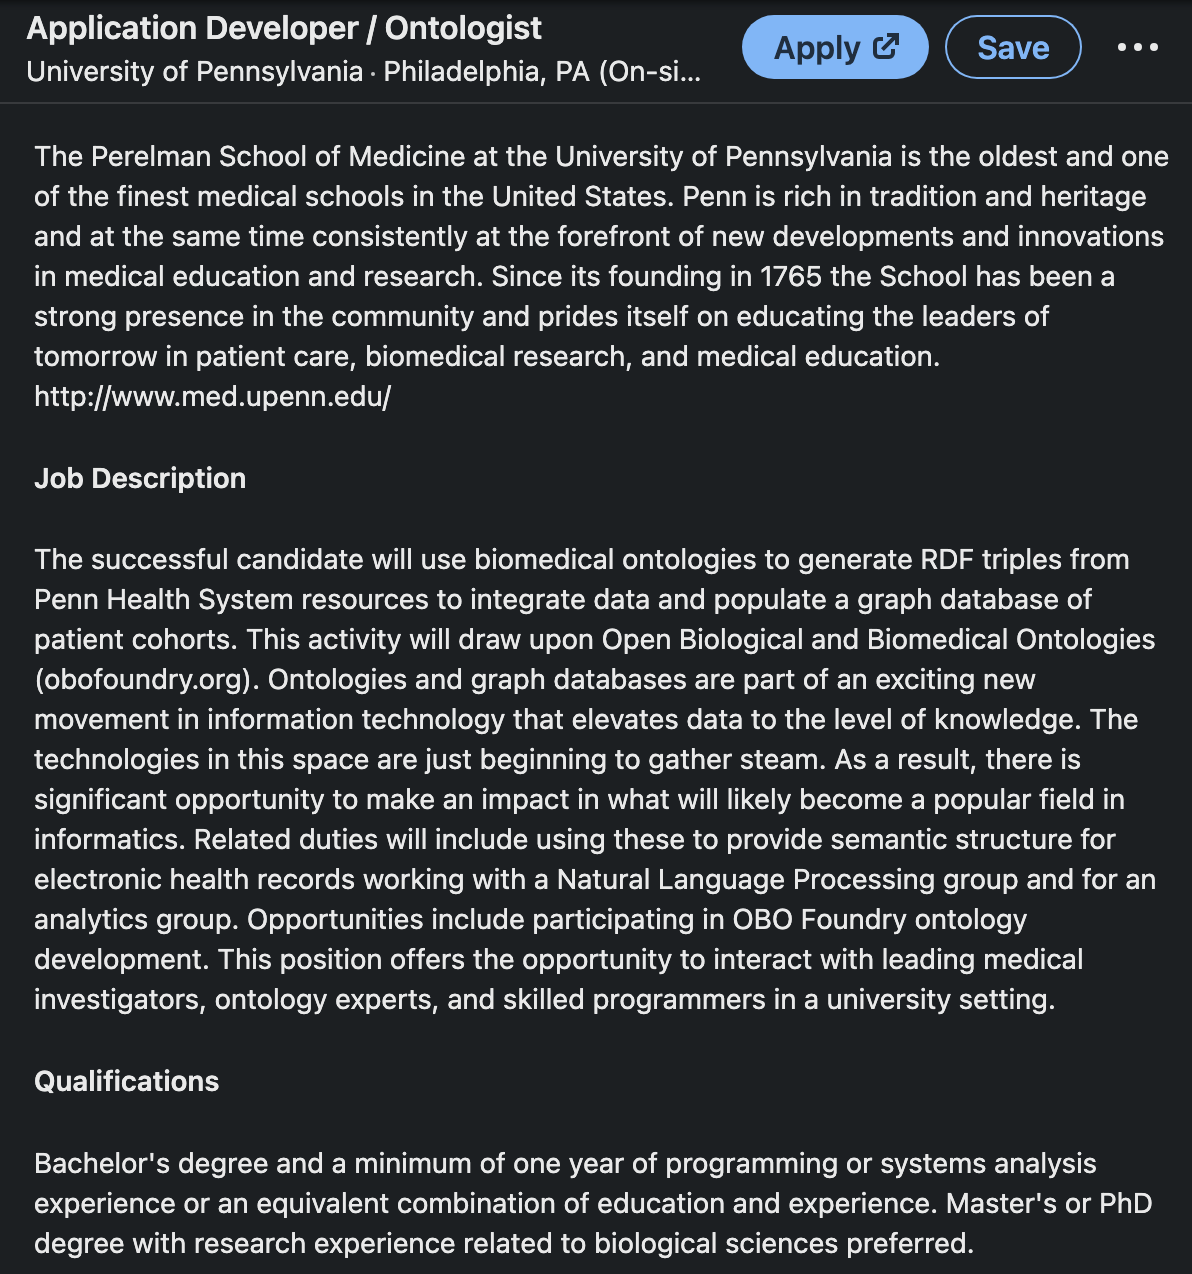 Application Developer / Ontologist
University of Pennsylvania · Philadelphia, PA (On-si...
Apply
Save
The Perelman School of Medicine at the University of Pennsylvania is the oldest and one
of the finest medical schools in the United States. Penn is rich in tradition and heritage
and at the same time consistently at the forefront of new developments and innovations
in medical education and research. Since its founding in 1765 the School has been a
strong presence in the community and prides itself on educating the leaders of
tomorrow in patient care, biomedical research, and medical education.
http://www.med.upenn.edu/
Job Description
The successful candidate will use biomedical ontologies to generate RDF triples from
Penn Health System resources to integrate data and populate a graph database of
patient cohorts. This activity will draw upon Open Biological and Biomedical Ontologies
(obofoundry.org). Ontologies and graph databases are part of an exciting new
movement in information technology that elevates data to the level of knowledge. The
technologies in this space are just beginning to gather steam. As a result, there is
significant opportunity to make an impact in what will likely become a popular field in
informatics. Related duties will include using these to provide semantic structure for
electronic health records working with a Natural Language Processing group and for an
analytics group. Opportunities include participating in OBO Foundry ontology
development. This position offers the opportunity to interact with leading medical
investigators, ontology experts, and skilled programmers in a university setting.
Qualifications
Bachelor's degree and a minimum of one year of programming or systems analysis
experience or an equivalent combination of education and experience. Master's or PhD
degree with research experience related to biological sciences preferred.